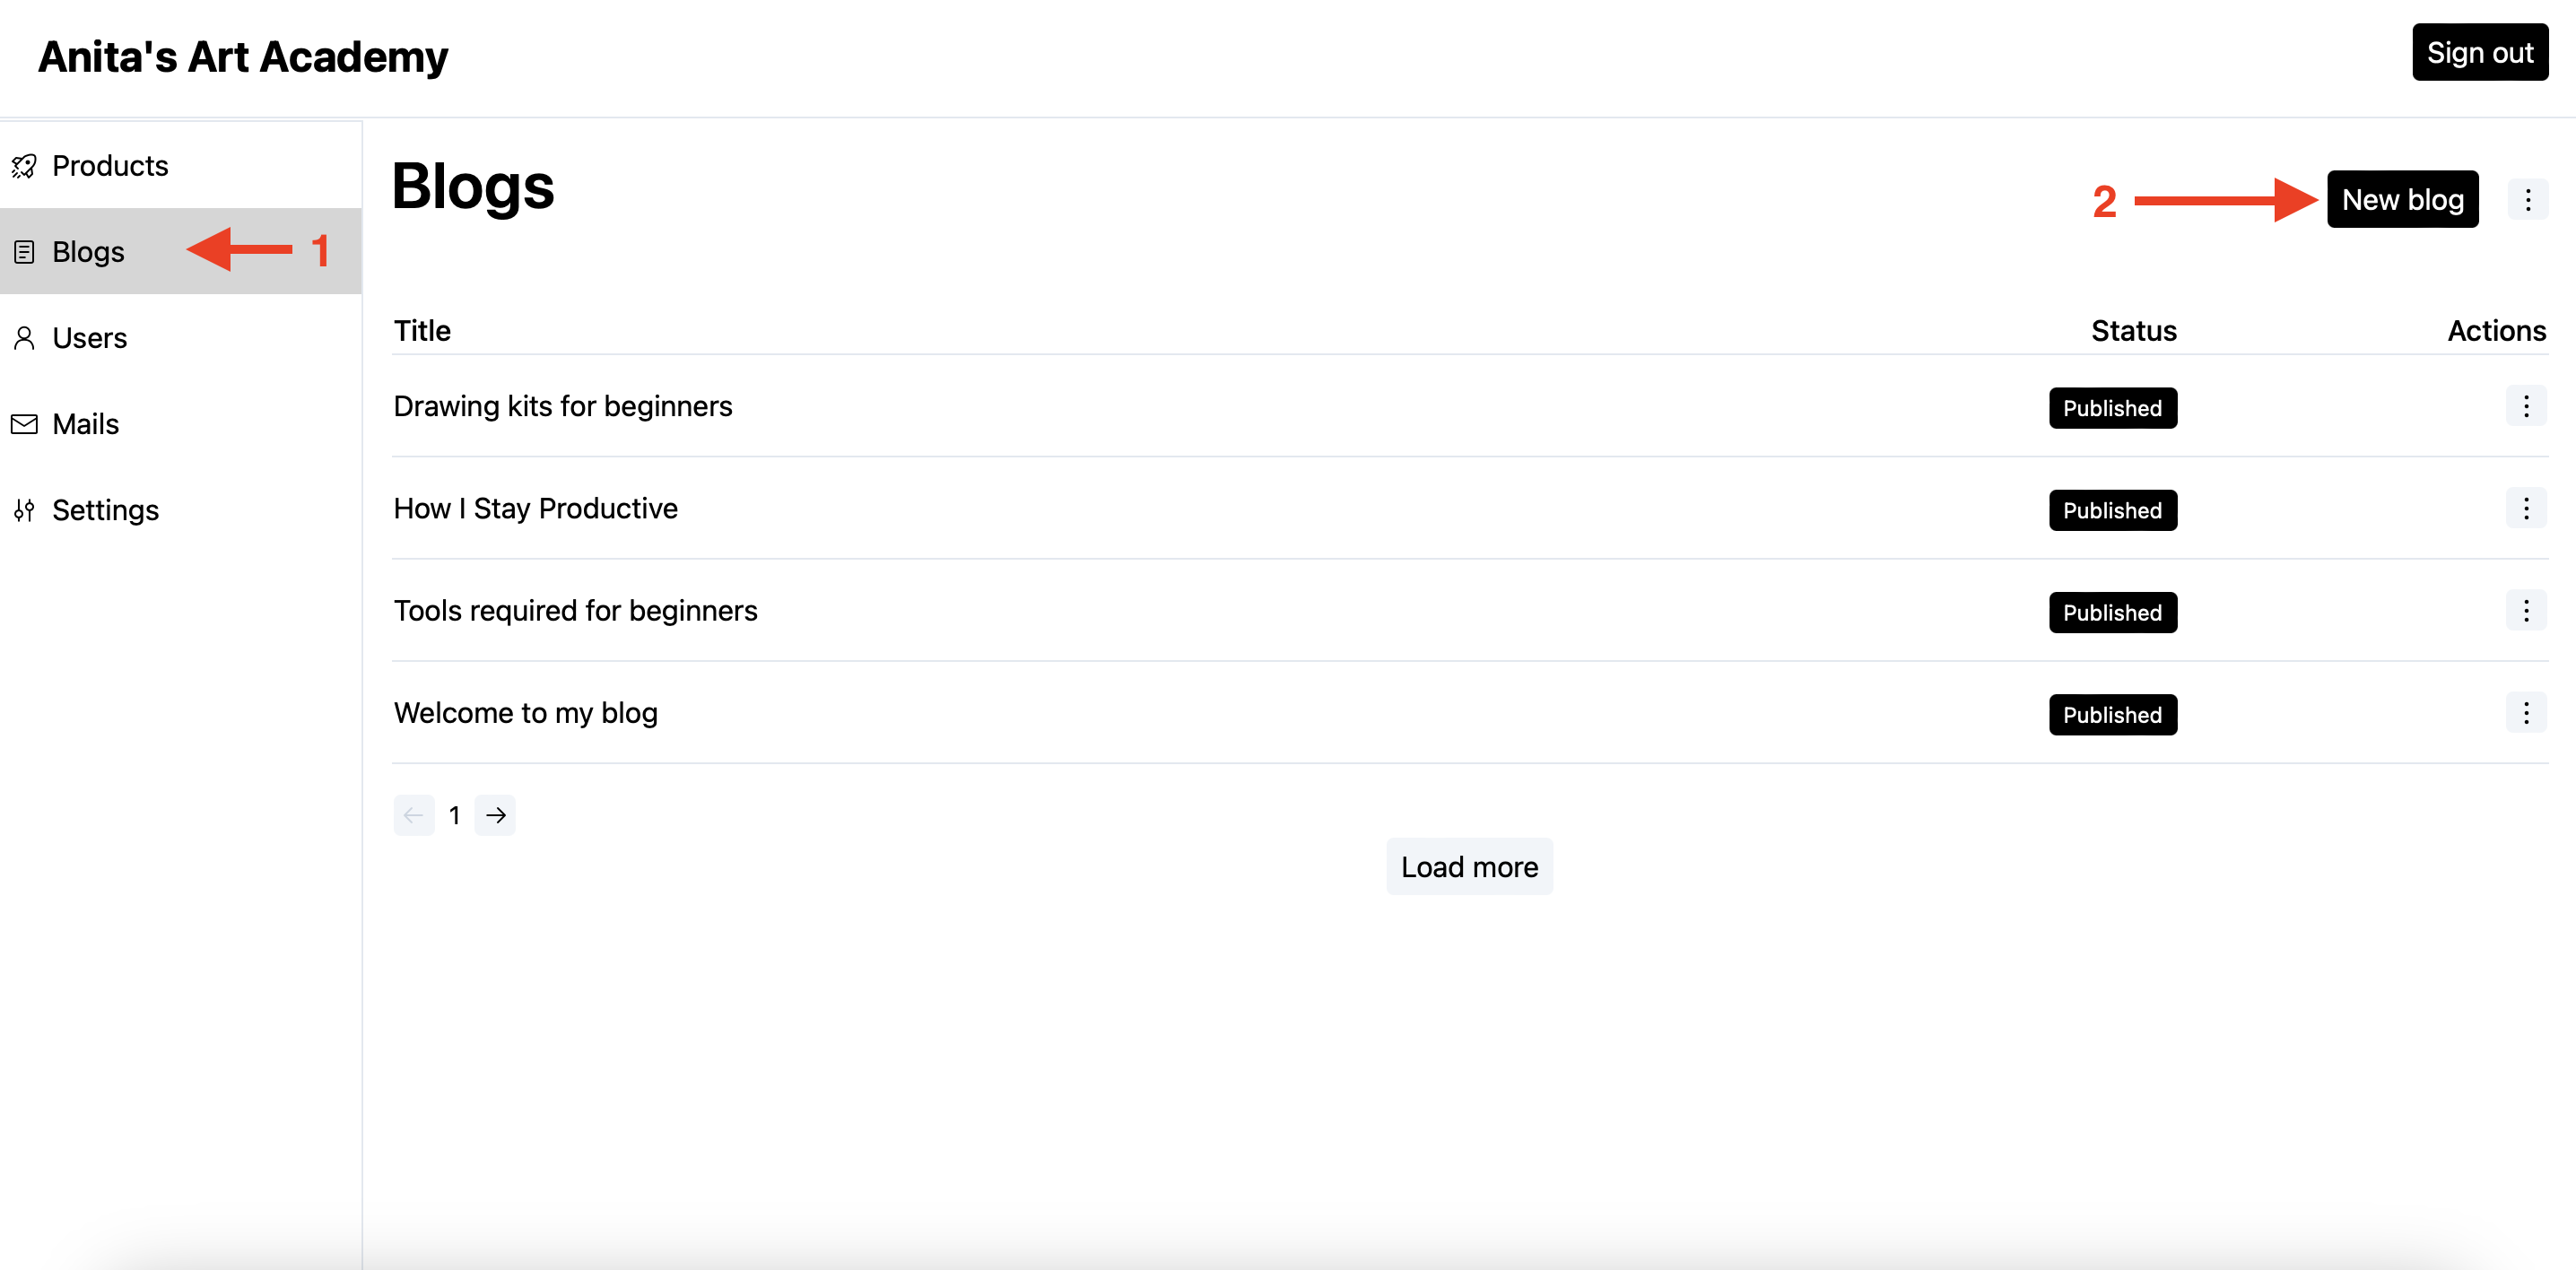 Anita's Art Academy
Sign out
Products
Blogs
1
Users
Mails
Settings
Blogs
2
New blog
Title Status Actions
Drawing kits for beginners Published
How I Stay Productive Published
Tools required for beginners Published
Welcome to my blog Published
1
Load more